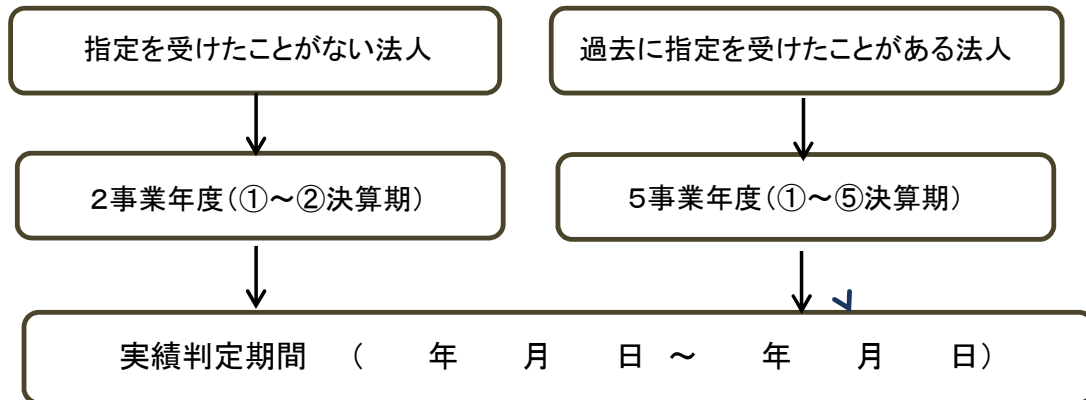 指定を受けたことがない法人
過去に指定を受けたことがある法人
２事業年度（①～②決算期）
５事業年度（①～⑤決算期）
実績判定期間　（　　年　　月　　日　～　　年　　月　　日）